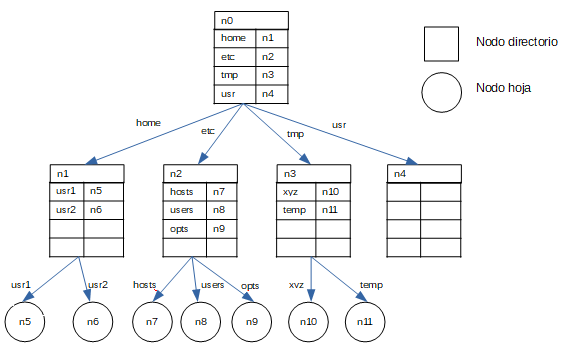 n0
home n1
etc n2
tmp n3
usr n4
Nodo directorio
Nodo hoja
home
etc
tmp
usr
n1
usr1 n5
usr2 n6
n2
hosts n7
users n8
opts n9
n3
xyz n10
temp n11
n4
usr1
usr2
hosts
users
opts
xvz
temp
n5
n6
n7
n8
n9
n10
n11